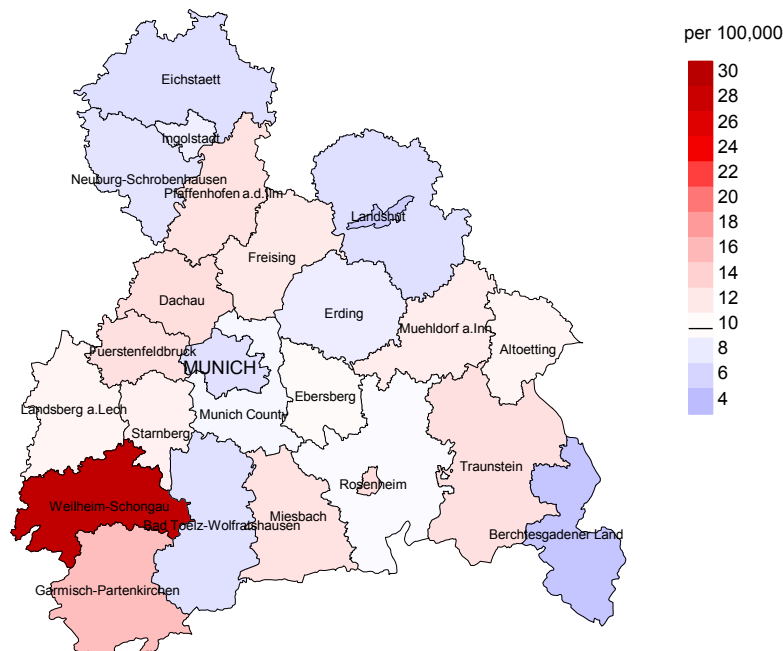 per 100,000
30
28
26
24
22
20
18
16
14
12
10
8
6
4
Eichstaett
Ingolstadt
Neuburg-Schrobenhausen
Pfaffenhofen a.d.Ilm
Landshut
Freising
Dachau
Erding
Muehldorf a.Inn
Fuerstenfeldbruck
Altoetting
MUNICH
Ebersberg
Landsberg a.Lech
Munich County
Starnberg
Traunstein
Rosenheim
Weilheim-Schongau
Miesbach
Bad Toelz-Wolfratshausen
Berchtesgadener Land
Garmisch-Partenkirchen